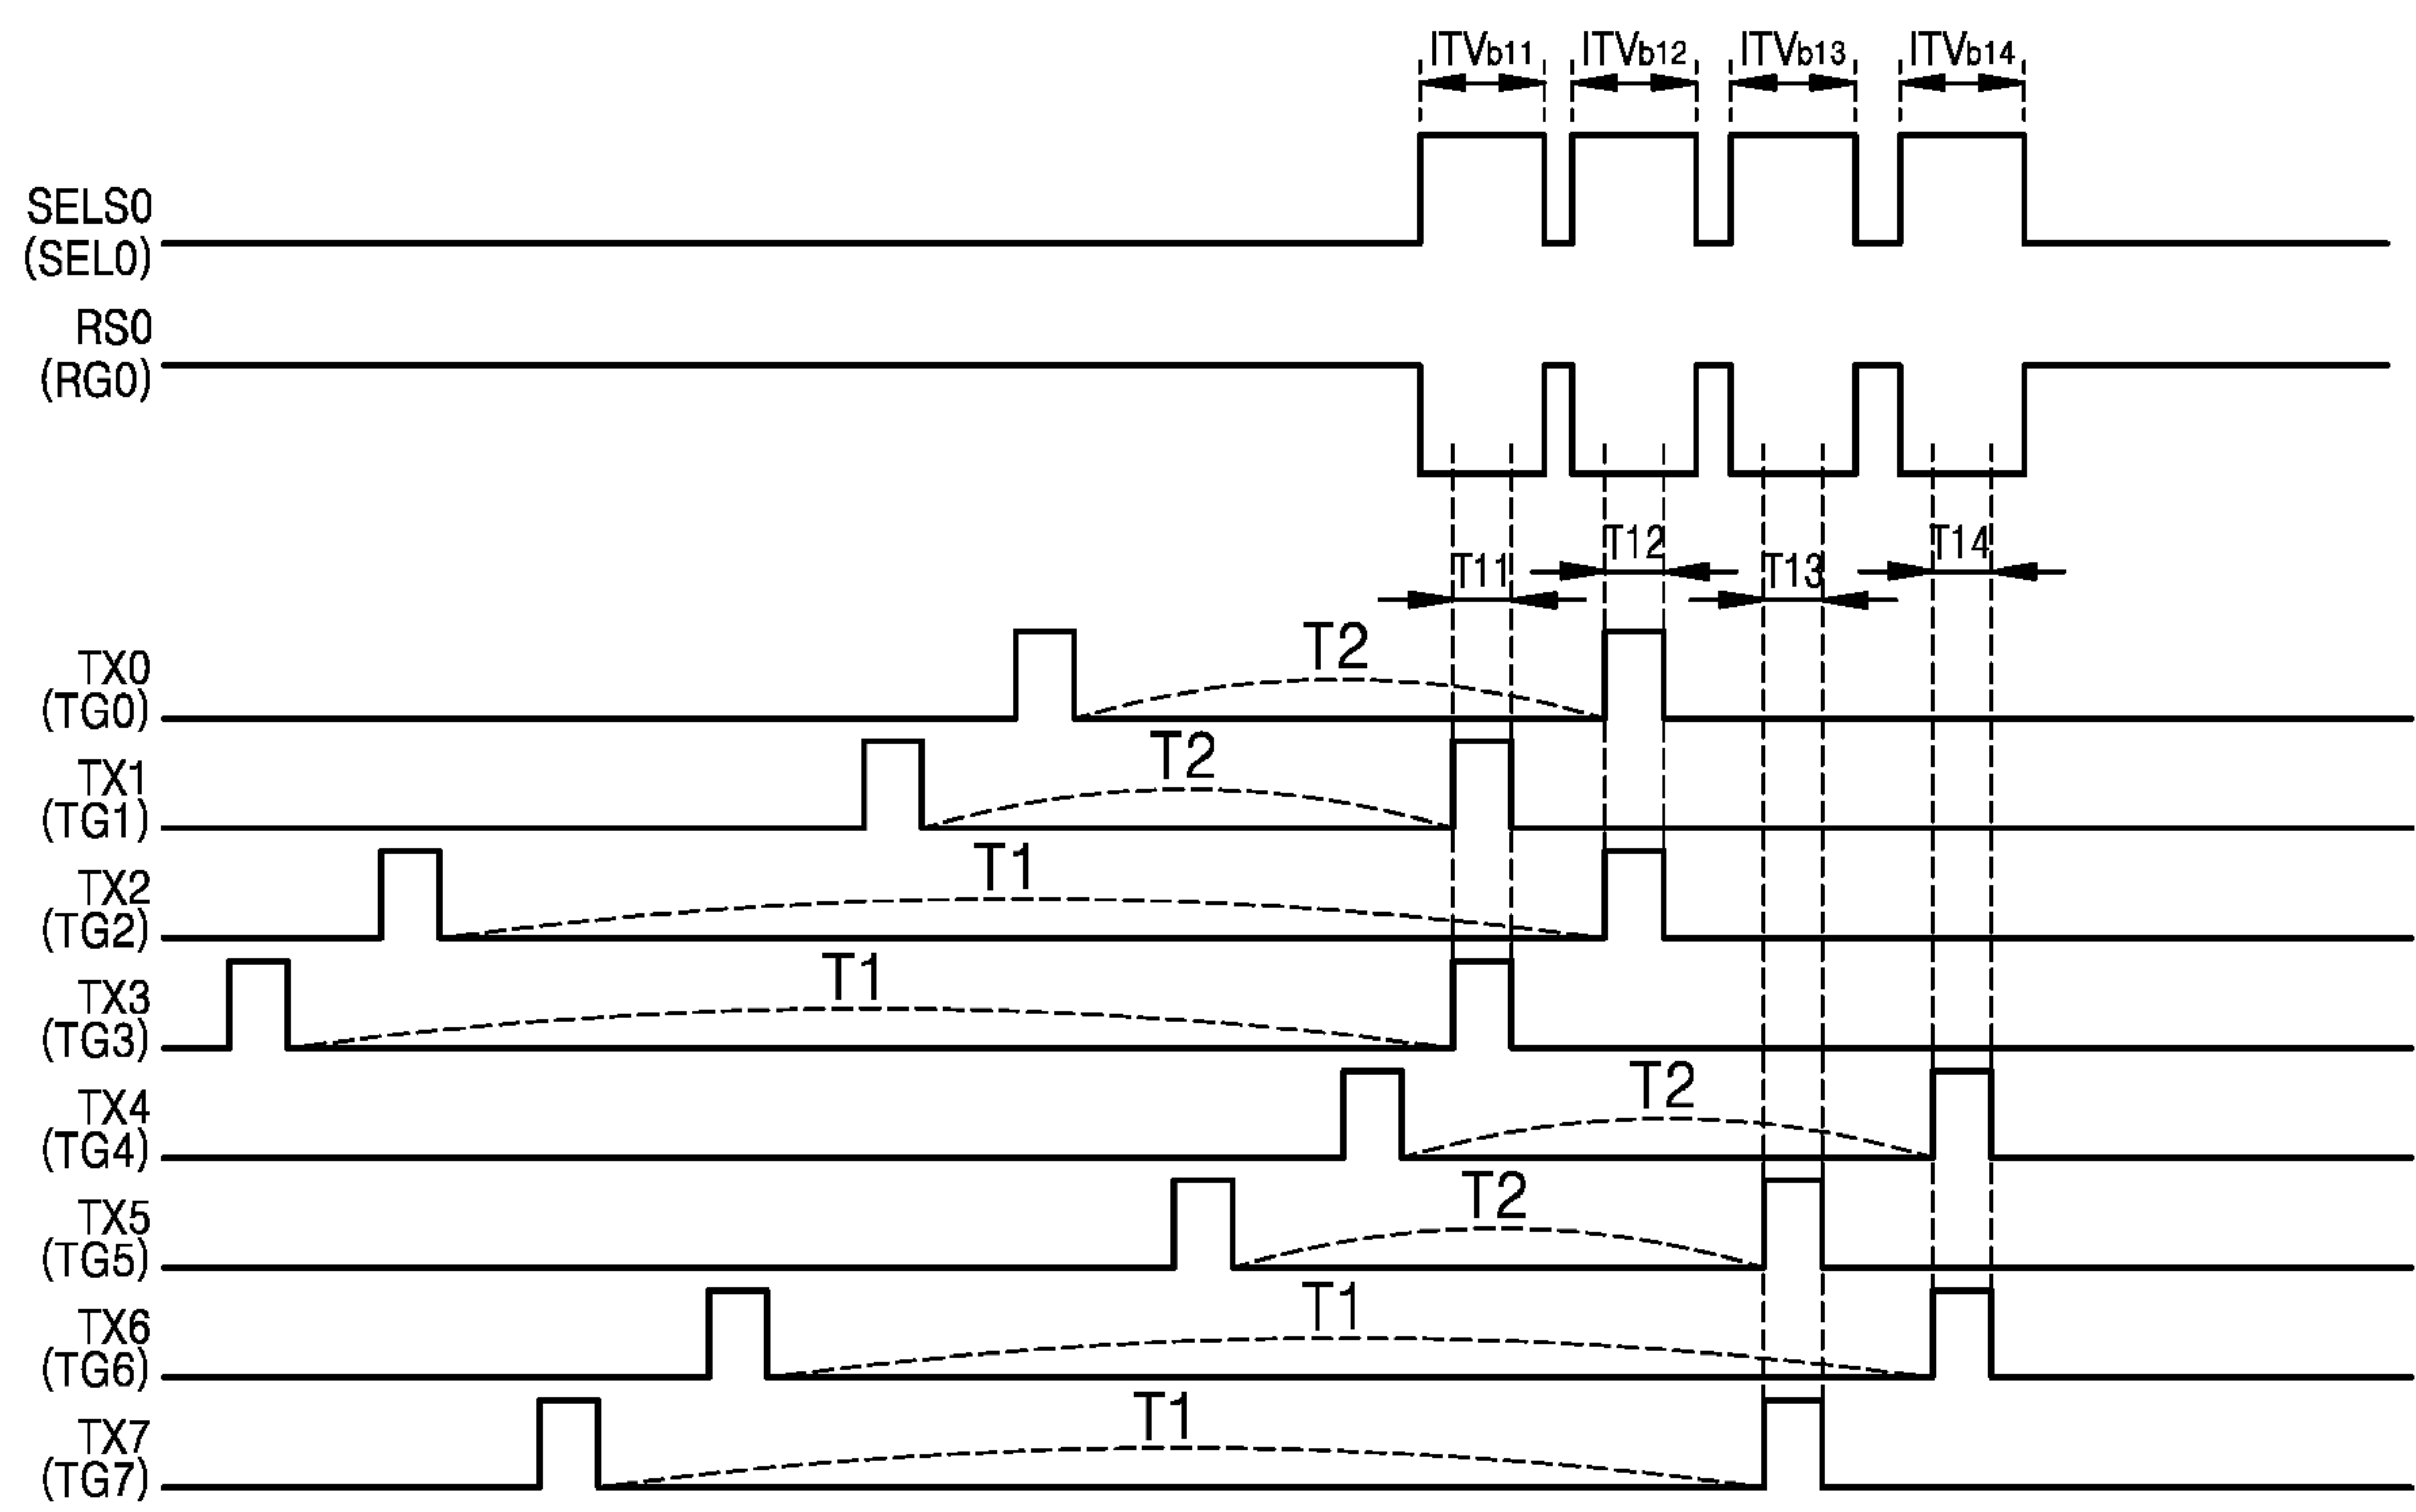 ITVb11 ITVb12 ITVb13 ITVb14
SELS0
(SEL0)
RS0
(RG0)
T12 T14
T11 T13
TX0
(TG0)
T2
TX1
(TG1)
T2
TX2
(TG2)
T1
TX3
(TG3)
T1
TX4
(TG4)
T2
TX5
(TG5)
T2
TX6
(TG6)
T1
TX7
(TG7)
T1